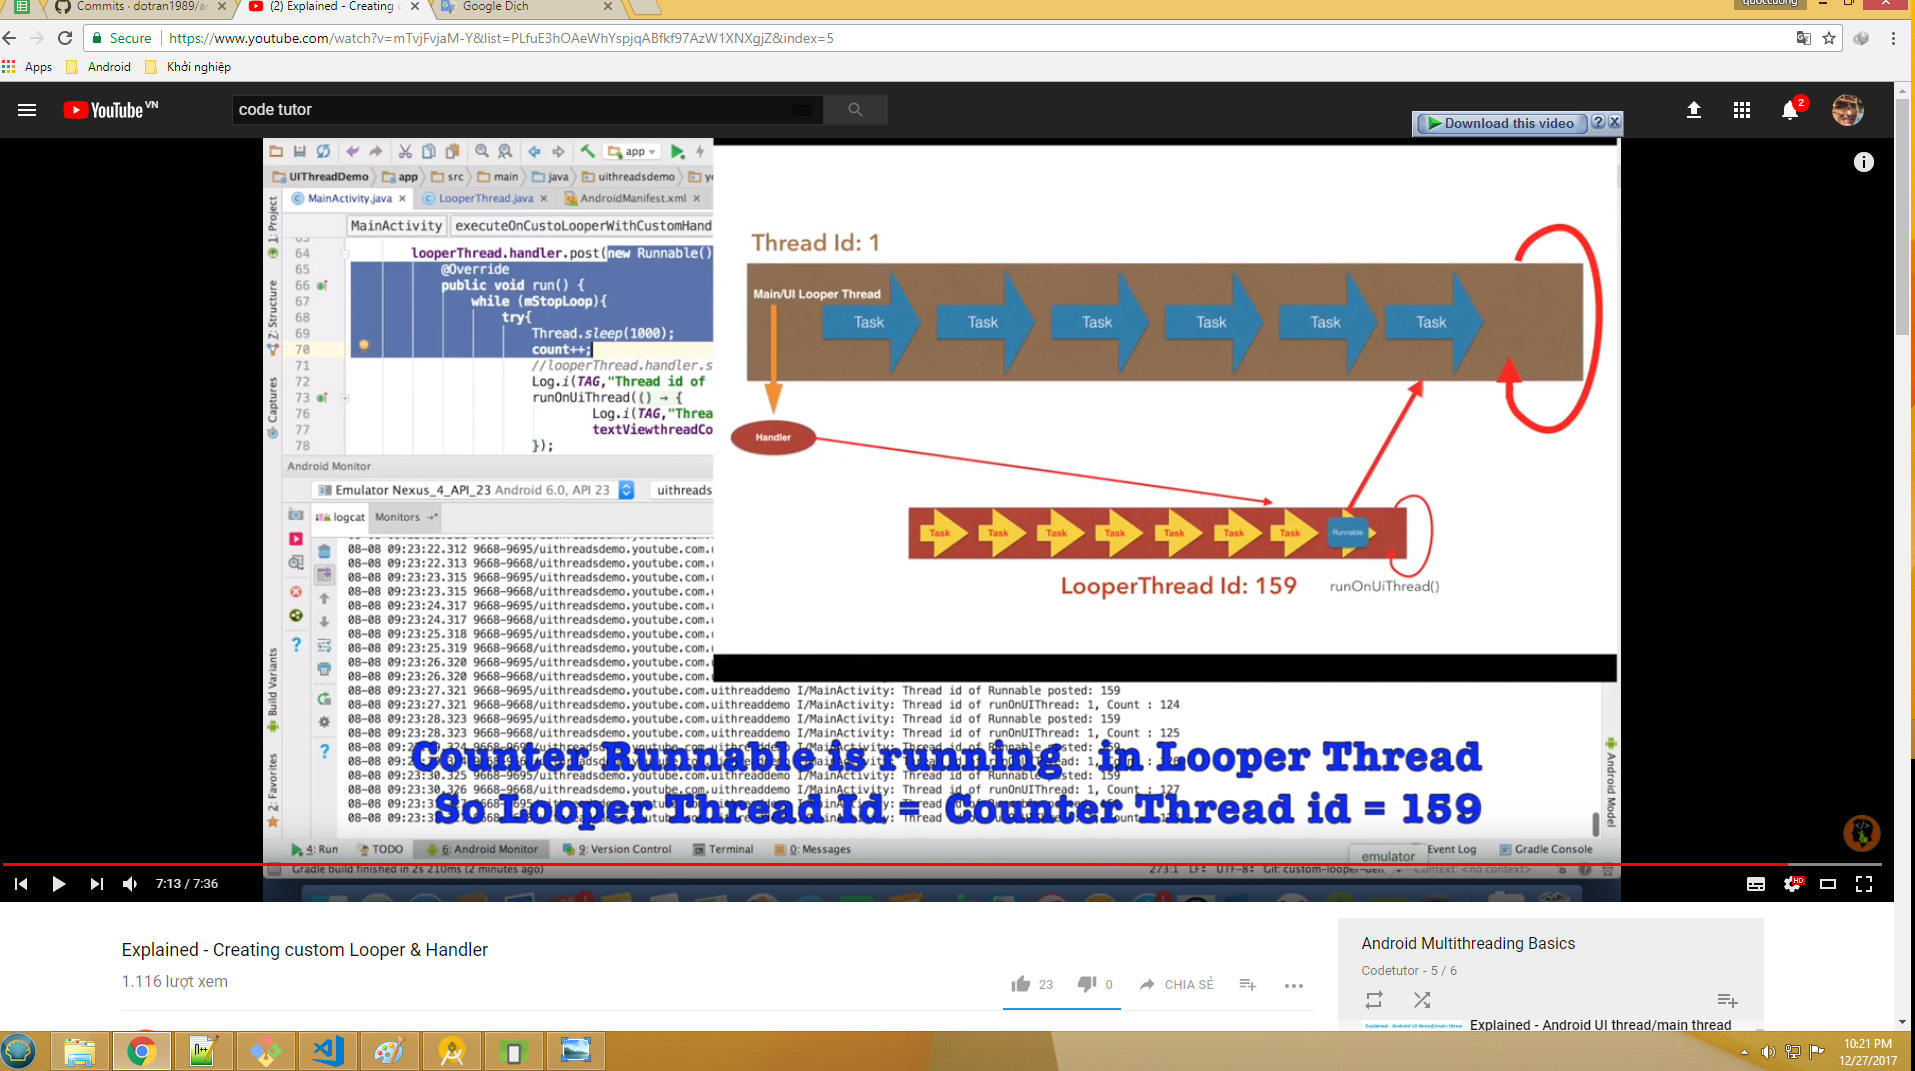 Commits · dotran1989/a
(2) Explained - Creating c
Google Dịch
quoccuong
Secure
https://www.youtube.com/watch?v=mTvjFvjaM-Y&list=PLfuE3hOAeWhYspjqABfkf97AzW1XNXgjZ&index=5
Apps
Android
Khởi nghiệp
YouTube VN
code tutor
Download this video
2
app
UIThreadDemo
app
src
main
java
uithreadsdemo
MainActivity.java
LooperThread.java
AndroidManifest.xml
MainActivity
executeOnCustoLooperWithCustomHand
1: Project
Z: Structure
Captures
Build Variants
2: Favorites
64 looperThread.handler.post(new Runnable()
65 @Override
66 public void run() {
67 while (mStopLoop){
68 try{
69 Thread.sleep(1000);
70 count++;
71 //looperThread.handler.s
72 Log.i(TAG,"Thread id of
73 runOnUiThread(() → {
76 Log.i(TAG,"Threa
77 textViewthreadCo
78 });
Android Monitor
Emulator Nexus_4_API_23 Android 6.0, API 23
uithreads
logcat
Monitors
Thread Id: 1
Main/UI Looper Thread
Task
Task
Task
Task
Task
Task
Handler
Task
Task
Task
Task
Task
Task
Task
Runnable
LooperThread Id: 159
runOnUiThread()
08-08 09:23:22.312 9668-9695/uithreadsdemo.youtube.com.u
08-08 09:23:22.313 9668-9668/uithreadsdemo.youtube.com.u
08-08 09:23:23.315 9668-9695/uithreadsdemo.youtube.com.u
08-08 09:23:23.315 9668-9668/uithreadsdemo.youtube.com.u
08-08 09:23:24.317 9668-9695/uithreadsdemo.youtube.com.u
08-08 09:23:24.317 9668-9668/uithreadsdemo.youtube.com.u
08-08 09:23:25.318 9668-9695/uithreadsdemo.youtube.com.u
08-08 09:23:25.319 9668-9668/uithreadsdemo.youtube.com.u
08-08 09:23:26.320 9668-9695/uithreadsdemo.youtube.com.u
08-08 09:23:26.320 9668-9668/uithreadsdemo.youtube.com.u
08-08 09:23:27.321 9668-9695/uithreadsdemo.youtube.com.uithreaddemo I/MainActivity: Thread id of Runnable posted: 159
08-08 09:23:27.321 9668-9668/uithreadsdemo.youtube.com.uithreaddemo I/MainActivity: Thread id of runOnUIThread: 1, Count : 124
08-08 09:23:28.323 9668-9695/uithreadsdemo.youtube.com.uithreaddemo I/MainActivity: Thread id of Runnable posted: 159
08-08 09:23:28.323 9668-9668/uithreadsdemo.youtube.com.uithreaddemo I/MainActivity: Thread id of runOnUIThread: 1, Count : 125
Counter Runnable is running in Looper Thread
08-08 09:23:30.325 9668-9695/uithreadsdemo.youtube.com.uithreaddemo I/MainActivity: Thread id of Runnable posted: 159
08-08 09:23:30.326 9668-9668/uithreadsdemo.youtube.com.uithreaddemo I/MainActivity: Thread id of runOnUIThread: 1, Count : 127
So Looper Thread Id = Counter Thread id = 159
Android Model
4: Run
TODO
6: Android Monitor
9: Version Control
Terminal
0: Messages
emulator
Event Log
Gradle Console
Gradle build finished in 2s 210ms (2 minutes ago)
273:1
LF
UTF-8
Git: custom-looper-
Context: <no context>
7:13 / 7:36
HD
Explained - Creating custom Looper & Handler
1.116 lượt xem
23
0
CHIA SẺ
Android Multithreading Basics
Codetutor - 5 / 6
Explained - Android UI thread/main thread
10:21 PM
12/27/2017